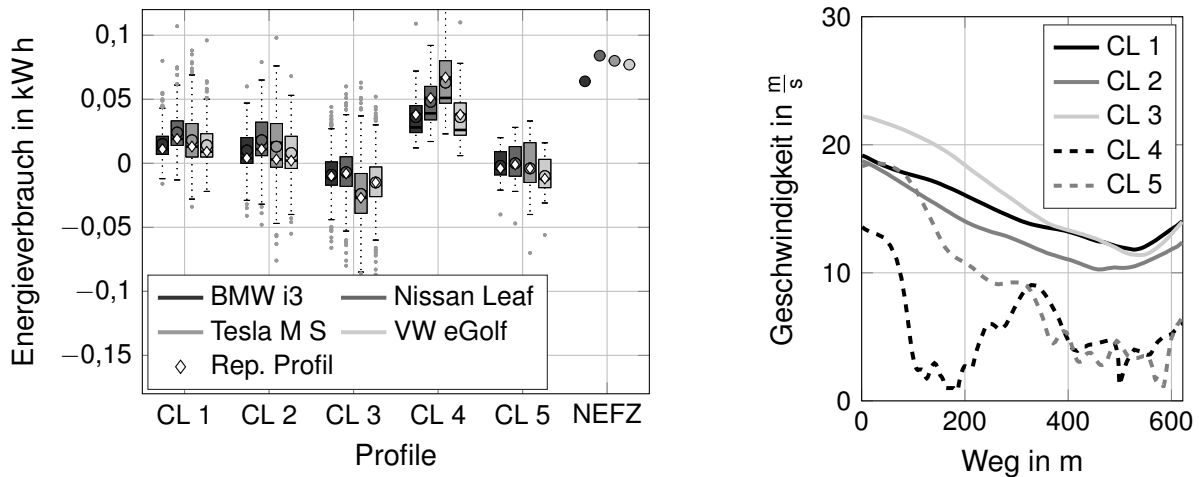 Energieverbrauch in kW h
0,1
0,05
0
−0,05
−0,1
−0,15
BMW i3
Nissan Leaf
Tesla M S
VW eGolf
Rep. Profil
CL 1 CL 2 CL 3 CL 4 CL 5 NEFZ
Profile
Geschwindigkeit in m/s
30
20
10
0
CL 1
CL 2
CL 3
CL 4
CL 5
0 200 400 600
Weg in m